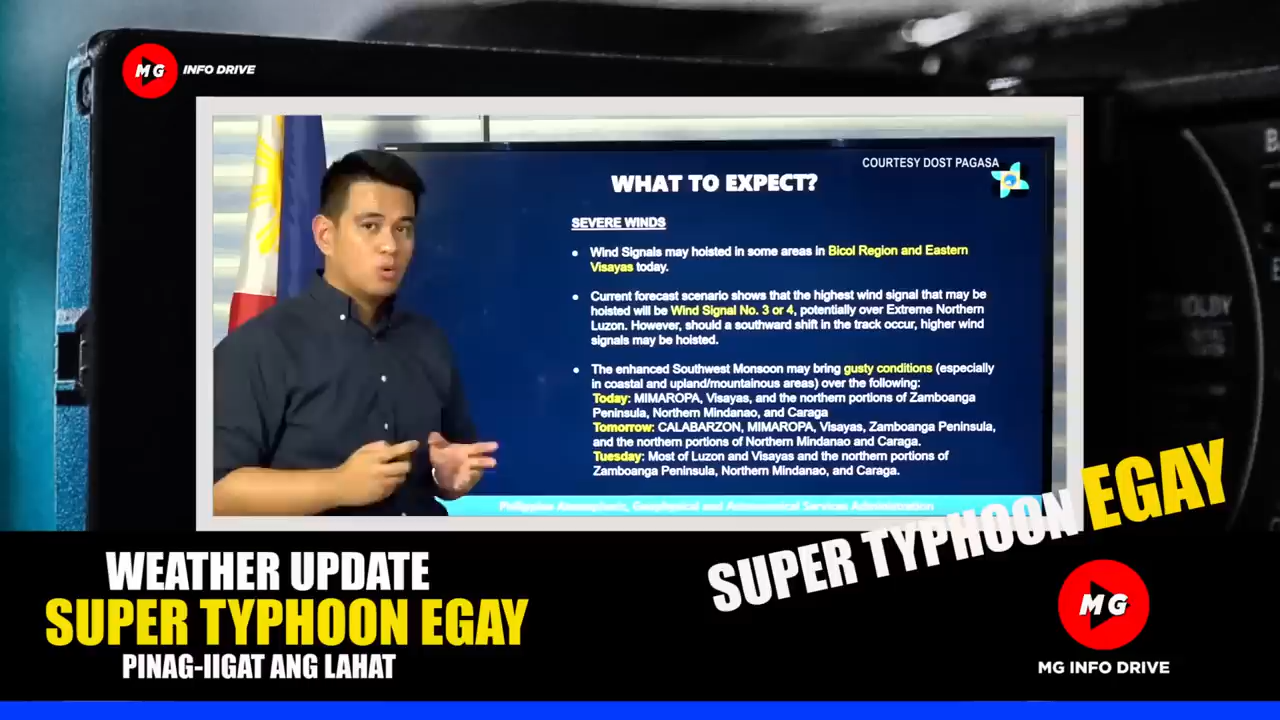 MG INFO DRIVE
COURTESY DOST PAGASA
WHAT TO EXPECT?
SEVERE WINDS
• Wind Signals may hoisted in some areas in Bicol Region and Eastern
Visayas today.
• Current forecast scenario shows that the highest wind signal that may be
hoisted will be Wind Signal No. 3 or 4, potentially over Extreme Northern
Luzon. However, should a southward shift in the track occur, higher wind
signals may be hoisted.
• The enhanced Southwest Monsoon may bring gusty conditions (especially
in coastal and upland/mountainous areas) over the following:
Today: MIMAROPA, Visayas, and the northern portions of Zamboanga
Peninsula, Northern Mindanao, and Caraga
Tomorrow: CALABARZON, MIMAROPA, Visayas, Zamboanga Peninsula,
and the northern portions of Northern Mindanao and Caraga.
Tuesday: Most of Luzon and Visayas and the northern portions of
Zamboanga Peninsula, Northern Mindanao, and Caraga.
Philippine Atmospheric, Geophysical and Astronomical Services Administration
SUPER TYPHOON EGAY
WEATHER UPDATE
SUPER TYPHOON EGAY
PINAG-IIGAT ANG LAHAT
MG
MG INFO DRIVE